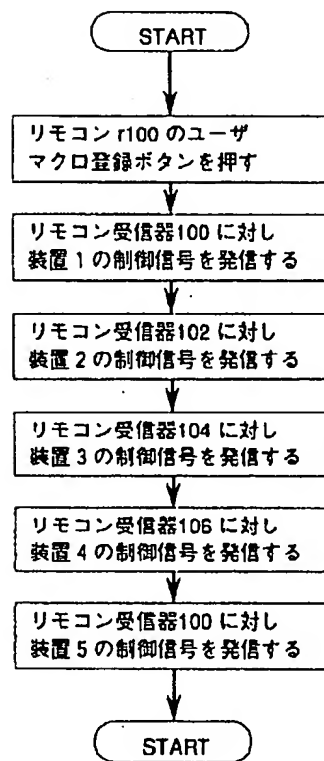 START
リモコン r100 のユーザ
マクロ登録ボタンを押す
リモコン受信器100 に対し
装置1の制御信号を発信する
リモコン受信器102 に対し
装置2の制御信号を発信する
リモコン受信器104 に対し
装置3の制御信号を発信する
リモコン受信器106 に対し
装置4の制御信号を発信する
リモコン受信器100 に対し
装置5の制御信号を発信する
START